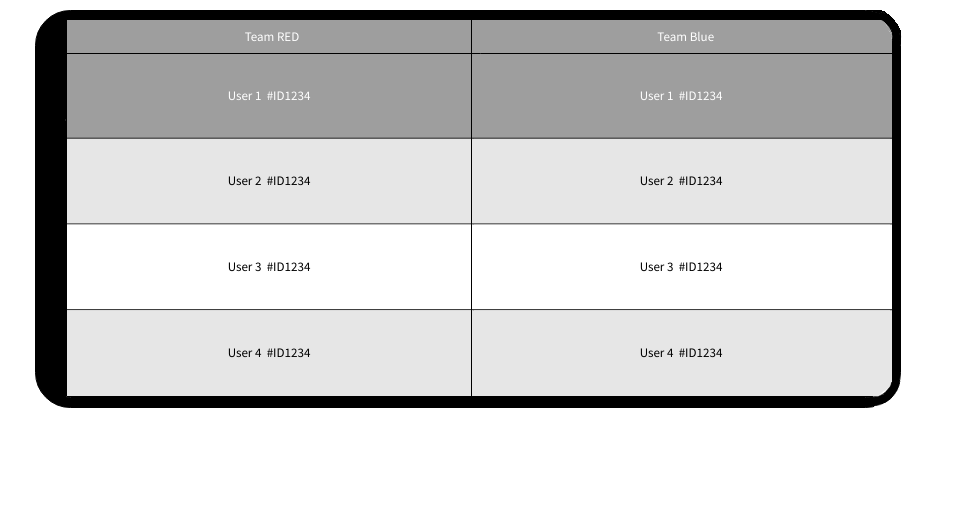 Team RED Team Blue
User 1  #ID1234 User 1  #ID1234
User 2  #ID1234 User 2  #ID1234
User 3  #ID1234 User 3  #ID1234
User 4  #ID1234 User 4  #ID1234